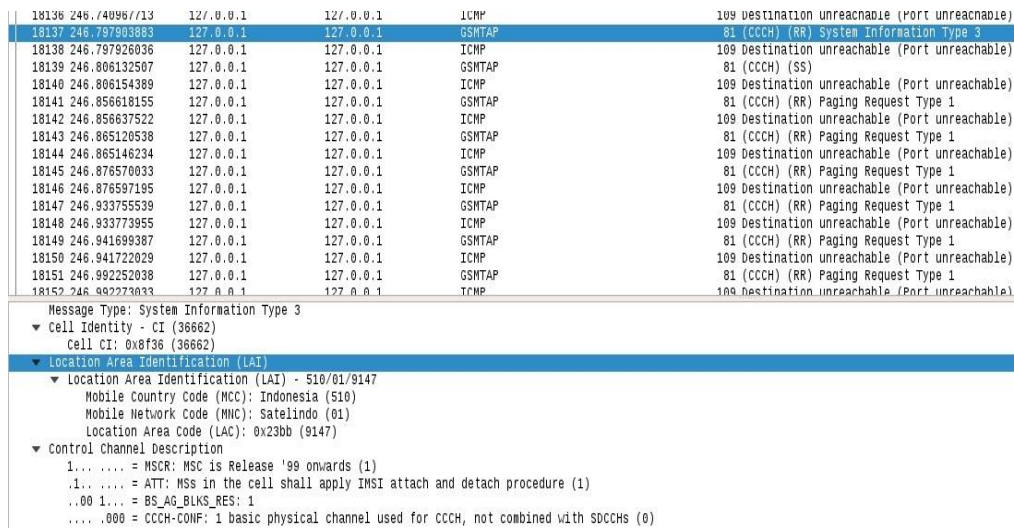 18136 246.740967713 127.0.0.1 127.0.0.1 ICMP 109 Destination unreachable (Port unreachable)
18137 246.797903883 127.0.0.1 127.0.0.1 GSMTAP 81 (CCCH) (RR) System Information Type 3
18138 246.797926036 127.0.0.1 127.0.0.1 ICMP 109 Destination unreachable (Port unreachable)
18139 246.806132507 127.0.0.1 127.0.0.1 GSMTAP 81 (CCCH) (SS)
18140 246.806154389 127.0.0.1 127.0.0.1 ICMP 109 Destination unreachable (Port unreachable)
18141 246.856618155 127.0.0.1 127.0.0.1 GSMTAP 81 (CCCH) (RR) Paging Request Type 1
18142 246.856637522 127.0.0.1 127.0.0.1 ICMP 109 Destination unreachable (Port unreachable)
18143 246.865120538 127.0.0.1 127.0.0.1 GSMTAP 81 (CCCH) (RR) Paging Request Type 1
18144 246.865146234 127.0.0.1 127.0.0.1 ICMP 109 Destination unreachable (Port unreachable)
18145 246.876570033 127.0.0.1 127.0.0.1 GSMTAP 81 (CCCH) (RR) Paging Request Type 1
18146 246.876597195 127.0.0.1 127.0.0.1 ICMP 109 Destination unreachable (Port unreachable)
18147 246.933755539 127.0.0.1 127.0.0.1 GSMTAP 81 (CCCH) (RR) Paging Request Type 1
18148 246.933773955 127.0.0.1 127.0.0.1 ICMP 109 Destination unreachable (Port unreachable)
18149 246.941699387 127.0.0.1 127.0.0.1 GSMTAP 81 (CCCH) (RR) Paging Request Type 1
18150 246.941722029 127.0.0.1 127.0.0.1 ICMP 109 Destination unreachable (Port unreachable)
18151 246.992252038 127.0.0.1 127.0.0.1 GSMTAP 81 (CCCH) (RR) Paging Request Type 1
18152 246.992273033 127.0.0.1 127.0.0.1 ICMP 109 Destination unreachable (Port unreachable)
Message Type: System Information Type 3
Cell Identity - CI (36662)
Cell CI: 0x8f36 (36662)
Location Area Identification (LAI)
Location Area Identification (LAI) - 510/01/9147
Mobile Country Code (MCC): Indonesia (510)
Mobile Network Code (MNC): Satelindo (01)
Location Area Code (LAC): 0x23bb (9147)
Control Channel Description
1... .... = MSCR: MSC is Release '99 onwards (1)
.1.. .... = ATT: MSs in the cell shall apply IMSI attach and detach procedure (1)
..00 1... = BS_AG_BLKS_RES: 1
.... .000 = CCCH-CONF: 1 basic physical channel used for CCCH, not combined with SDCCHs (0)